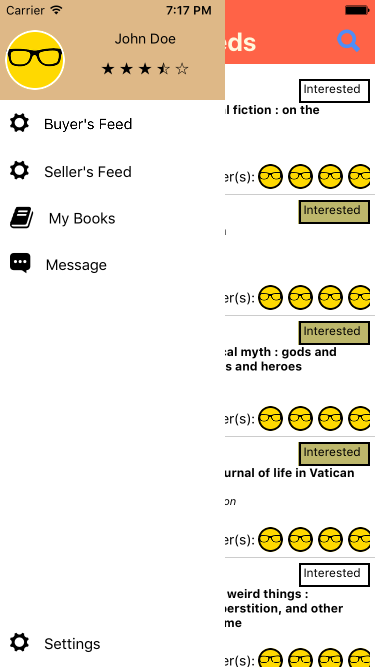 Carrier 7:17 PM
eds
John Doe
Buyer's Feed
Seller's Feed
My Books
Message
Settings
Interested
l fiction : on the
er(s):
Interested
er(s):
Interested
cal myth : gods and
s and heroes
er(s):
Interested
urnal of life in Vatican
on
er(s):
Interested
weird things :
perstition, and other
me
er(s):